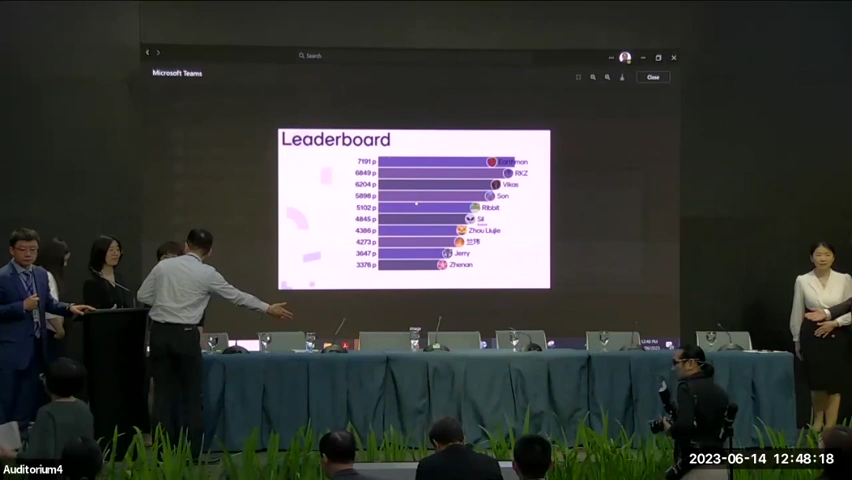 Search
Microsoft Teams
Close
Leaderboard
7191 p
6849 p RKZ
6204 p Vikas
5898 p Son
5102 p Ribbit
4845 p Sil
4386 p Zhou Liujie
4273 p 兰玮
3647 p Jerry
3376 p Zhenan
Auditorium4
2023-06-14 12:48:18